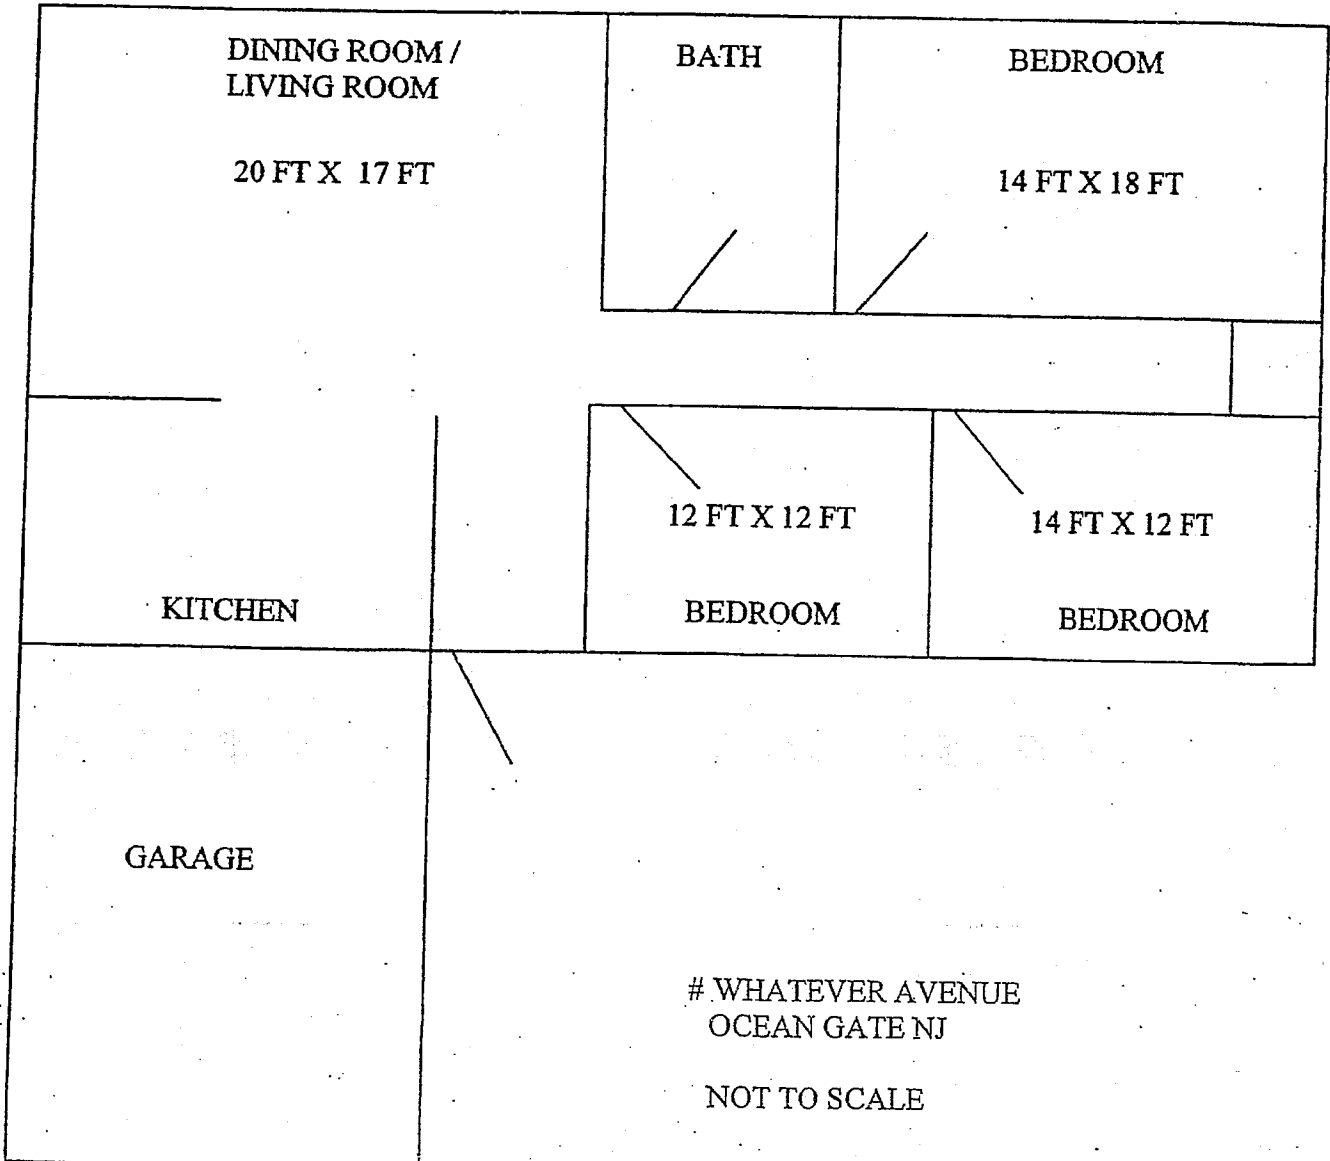 DINING ROOM /
LIVING ROOM
20 FT X 17 FT
BATH
BEDROOM
14 FT X 18 FT
KITCHEN
12 FT X 12 FT
BEDROOM
14 FT X 12 FT
BEDROOM
GARAGE
# WHATEVER AVENUE
OCEAN GATE NJ
NOT TO SCALE